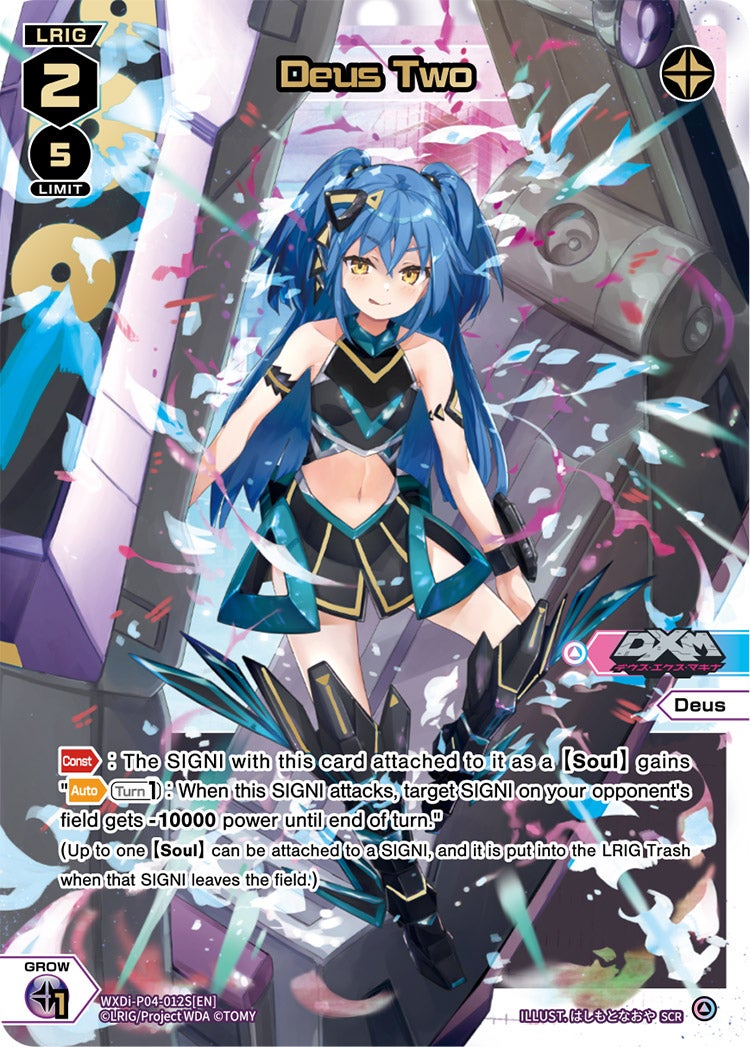 LRIG
2
Deus Two
5
LIMIT
DXM
デウス・エクス・マキナ
Deus
Const : The SIGNI with this card attached to it as a 【Soul】 gains
"Auto Turn 1 : When this SIGNI attacks, target SIGNI on your opponent's
field gets -10000 power until end of turn."
(Up to one 【Soul】 can be attached to a SIGNI, and it is put into the LRIG Trash
when that SIGNI leaves the field.)
GROW
1
WXDi-P04-012S[EN]
©LRIG/Project WDA ©TOMY
ILLUST. はしもとなおや SCR